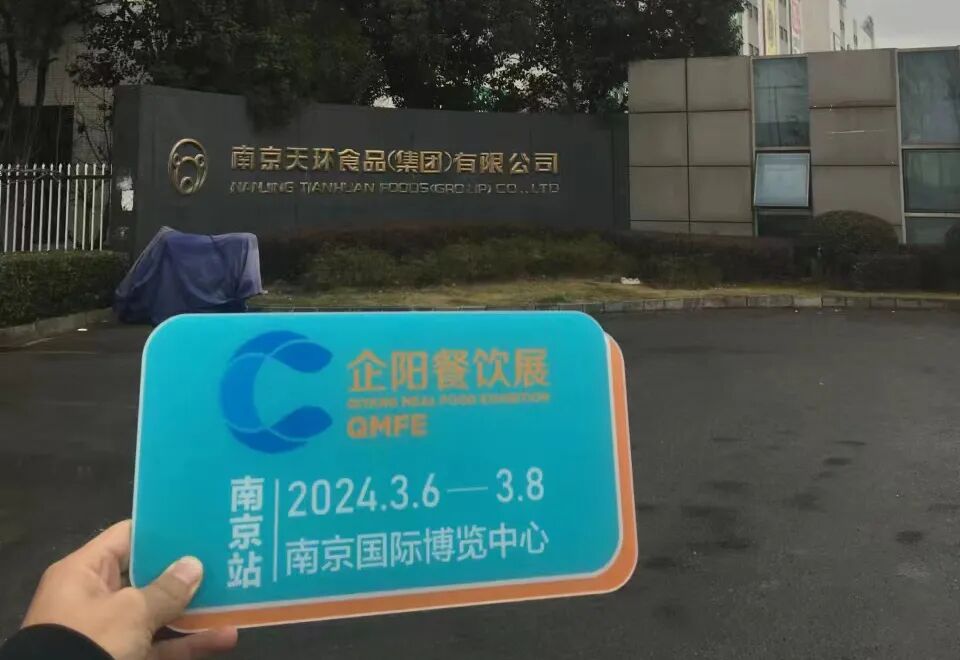 南京天环食品(集团)有限公司
NANJING TIANHUAN FOODS(GROUP) CO.,LTD
企阳餐饮展
QIYANG MEAL FOOD EXHIBITION
QMFE
南京站
2024.3.6—3.8
南京国际博览中心